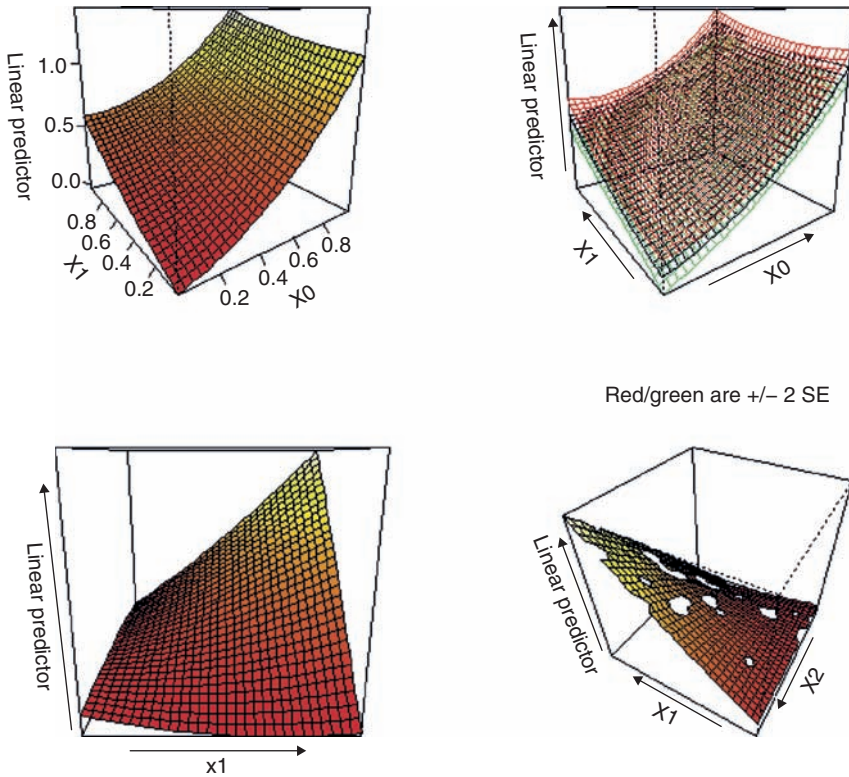 Linear predictor
1.0
0.5
0.0
0.8
0.6
0.4
0.2
X1
0.2
0.4
0.6
0.8
X0
Linear predictor
X1
X0
Red/green are +/− 2 SE
Linear predictor
x1
Linear predictor
X1
X2